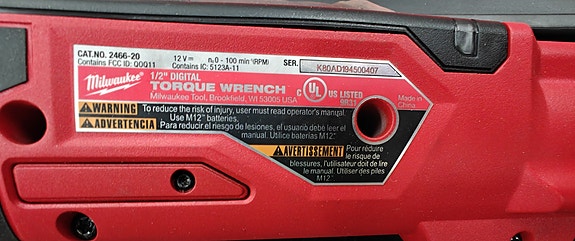 CAT.NO. 2466-20 12 V⎓ n₀ 0 - 100 min⁻¹(RPM) SER. K80AD194500407
Contains FCC ID: OOQ11 Contains IC: 5123A-11
Milwaukee
1/2" DIGITAL
TORQUE WRENCH
Milwaukee Tool, Brookfield, WI 53005 USA
C UL US LISTED
9B31
Made in
China
WARNING To reduce the risk of injury, user must read operator's manual.
Use M12™ batteries.
ADVERTENCIA Para reducir el riesgo de lesiones, el usuario debe leer el
manual. Utilice baterías M12™.
AVERTISSEMENT Pour réduire
le risque de
blessures, l'utilisateur doit de lire
le manual. Utiliser des piles
M12™.